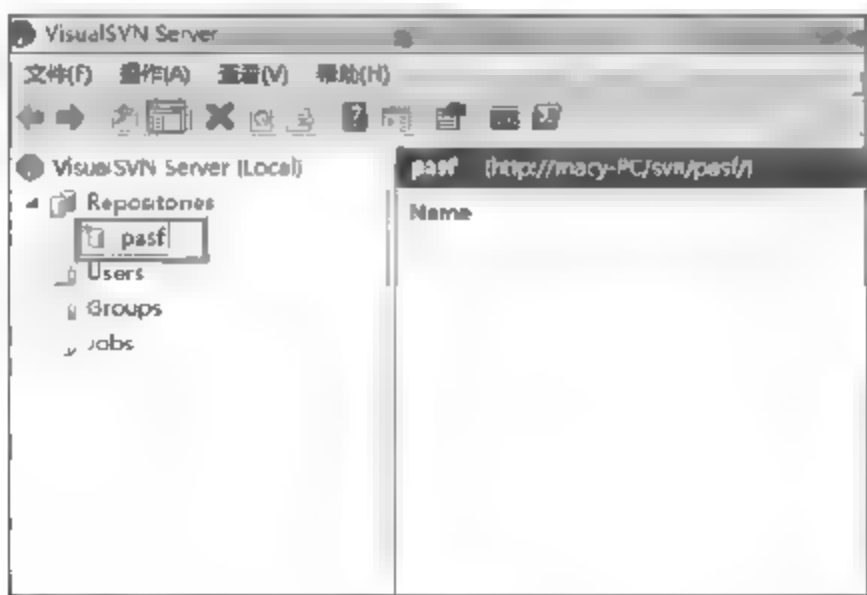 VisualSVN Server
文件(F) 操作(A) 查看(V) 帮助(H)
VisualSVN Server (Local)
Repositories
pasf
Users
Groups
Jobs
pasf (http://macy-PC/svn/pasf/)
Name